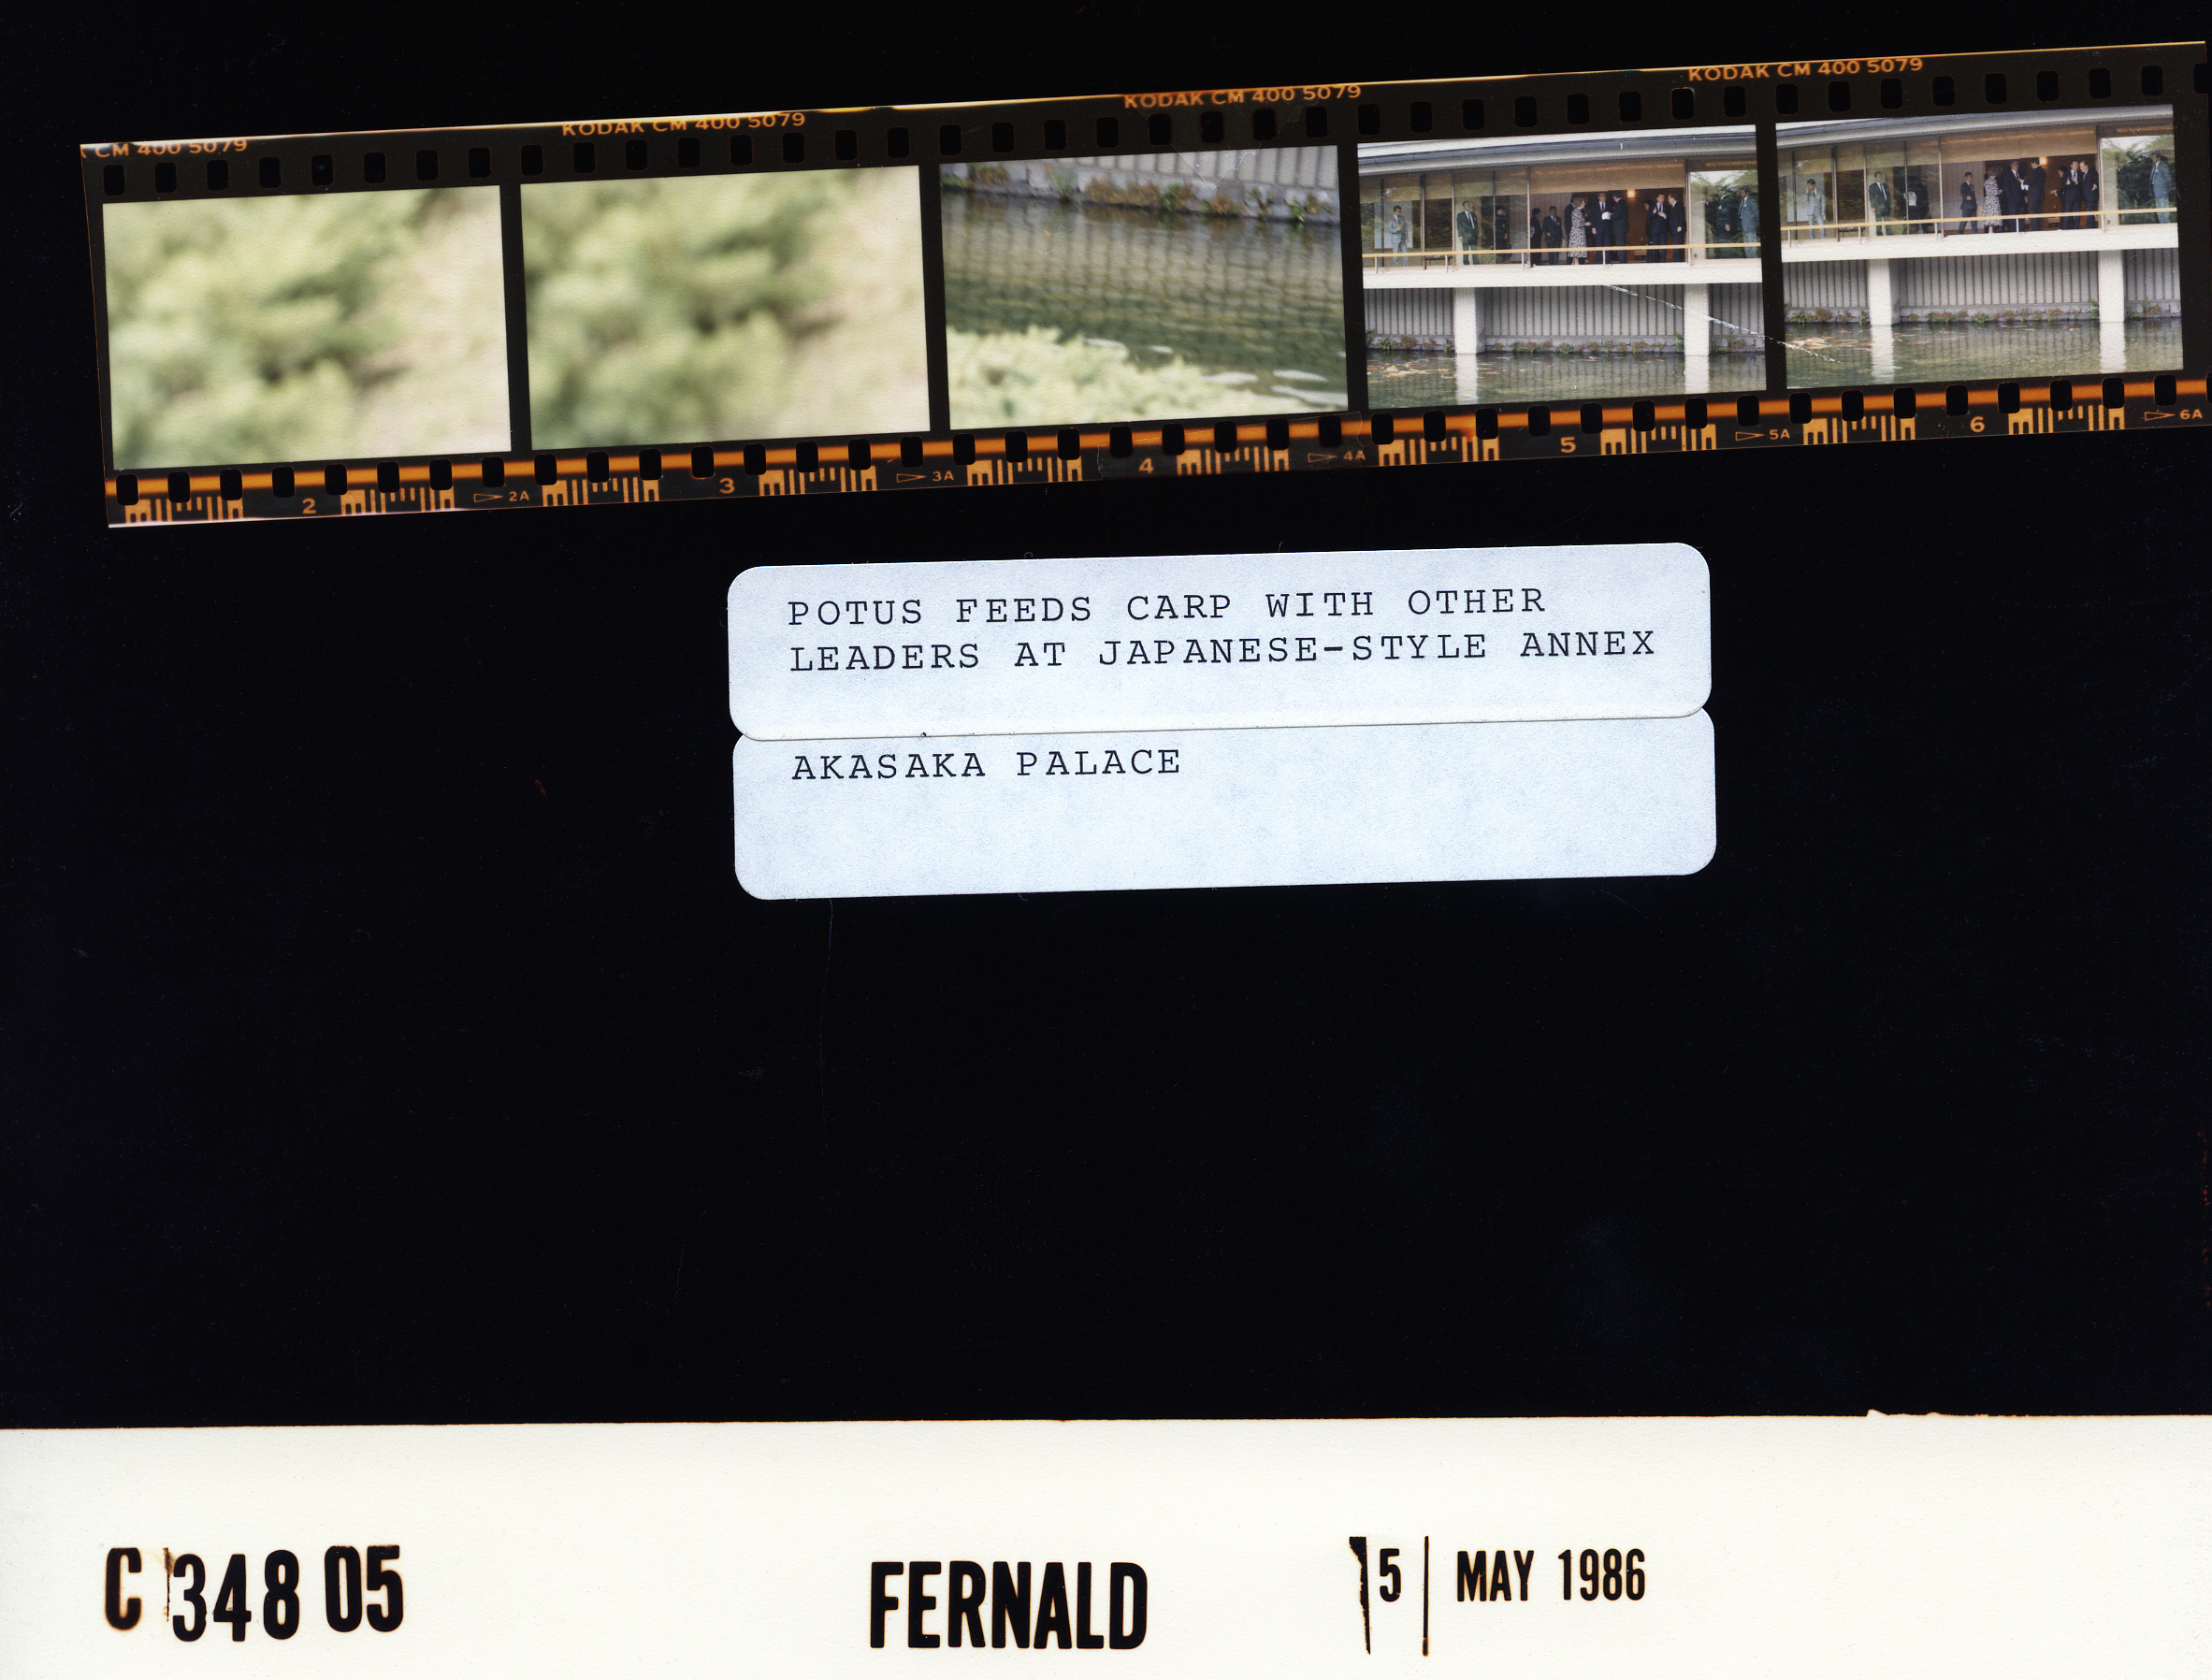 KODAK CM 400 5079
KODAK CM 400 5079
KODAK CM 400 5079
CM 400 5079
2 2A 3 3A 4 4A 5 5A 6 6A
POTUS FEEDS CARP WITH OTHER
LEADERS AT JAPANESE-STYLE ANNEX
AKASAKA PALACE
C 348 05 FERNALD 5 MAY 1986